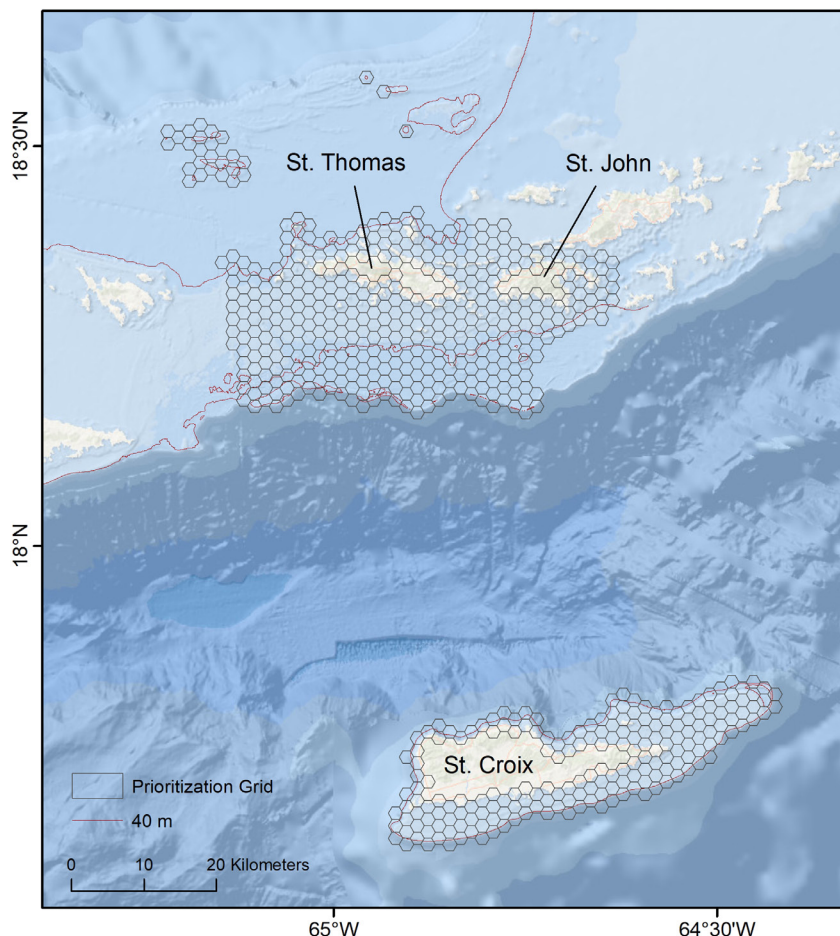 18°30'N
St. Thomas
St. John
18°N
St. Croix
Prioritization Grid
40 m
0 10 20 Kilometers
65°W
64°30'W